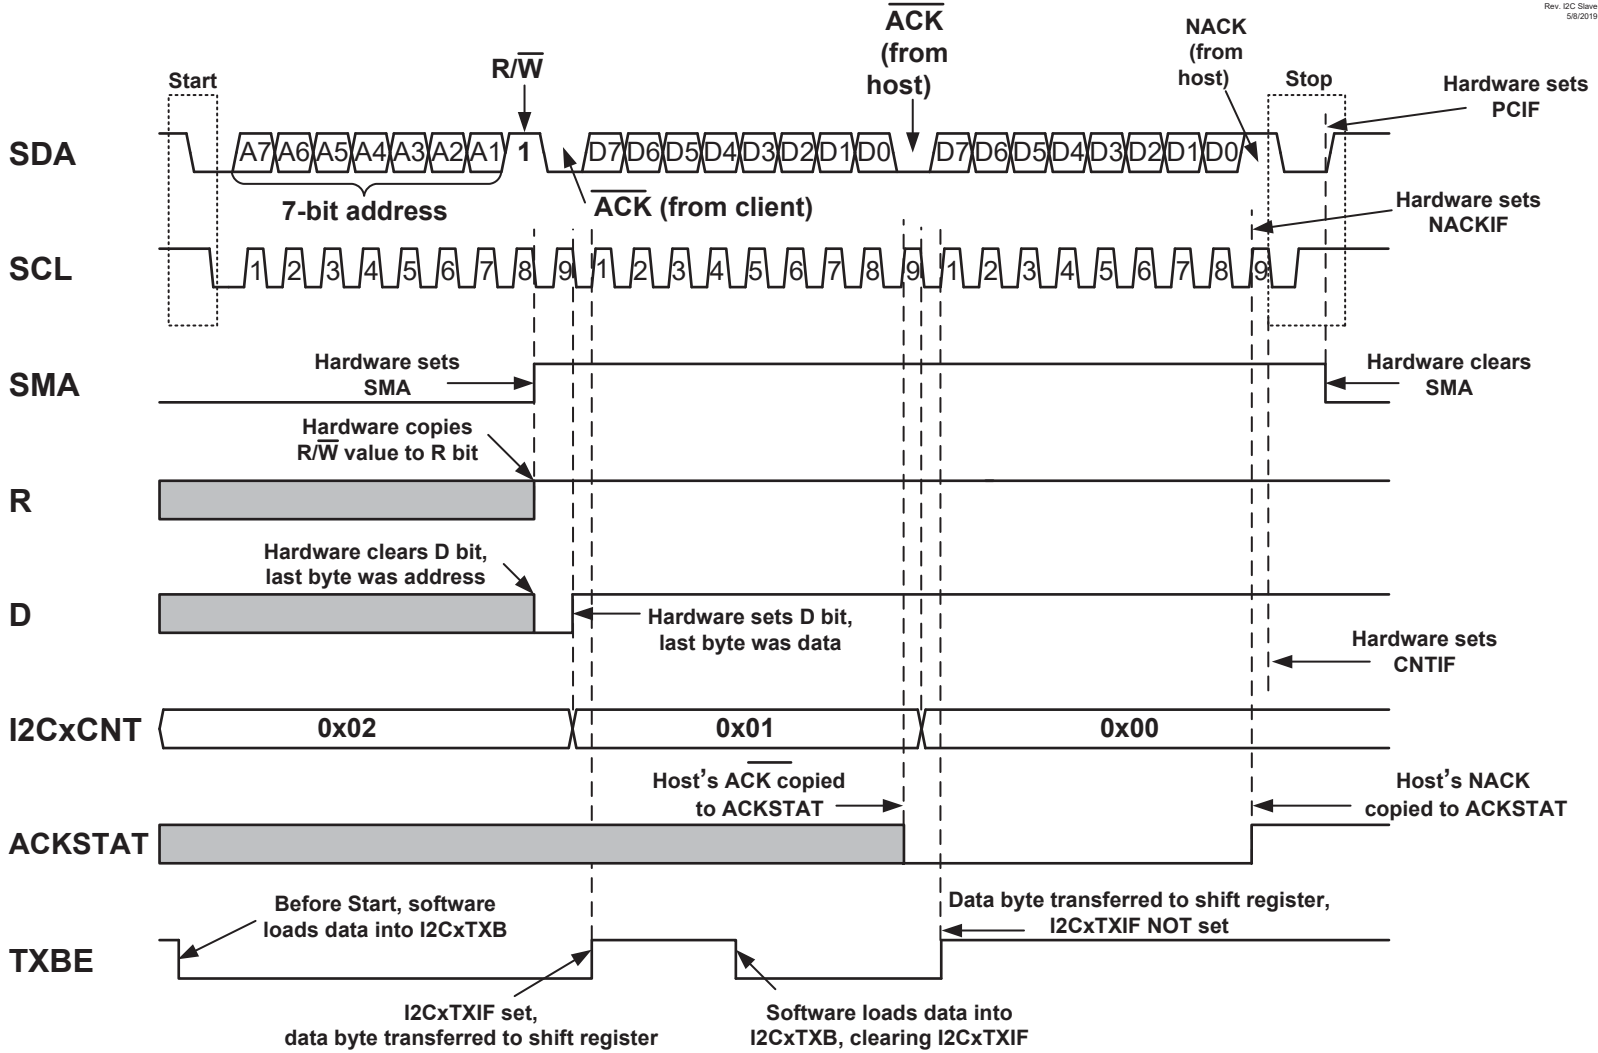 Rev. I2C Slave
5/8/2019
ACK
(from
host)
NACK
(from
host)
R/W
Start
Stop
Hardware sets
PCIF
SDA
A7 A6 A5 A4 A3 A2 A1 1 D7 D6 D5 D4 D3 D2 D1 D0 D7 D6 D5 D4 D3 D2 D1 D0
7-bit address
ACK (from client)
Hardware sets
NACKIF
SCL
1 2 3 4 5 6 7 8 9 1 2 3 4 5 6 7 8 9 1 2 3 4 5 6 7 8 9
SMA
Hardware sets
SMA
Hardware clears
SMA
Hardware copies
R/W value to R bit
R
Hardware clears D bit,
last byte was address
D
Hardware sets D bit,
last byte was data
Hardware sets
CNTIF
I2CxCNT
0x02 0x01 0x00
Host's ACK copied
to ACKSTAT
Host's NACK
copied to ACKSTAT
ACKSTAT
Before Start, software
loads data into I2CxTXB
Data byte transferred to shift register,
I2CxTXIF NOT set
TXBE
I2CxTXIF set,
data byte transferred to shift register
Software loads data into
I2CxTXB, clearing I2CxTXIF